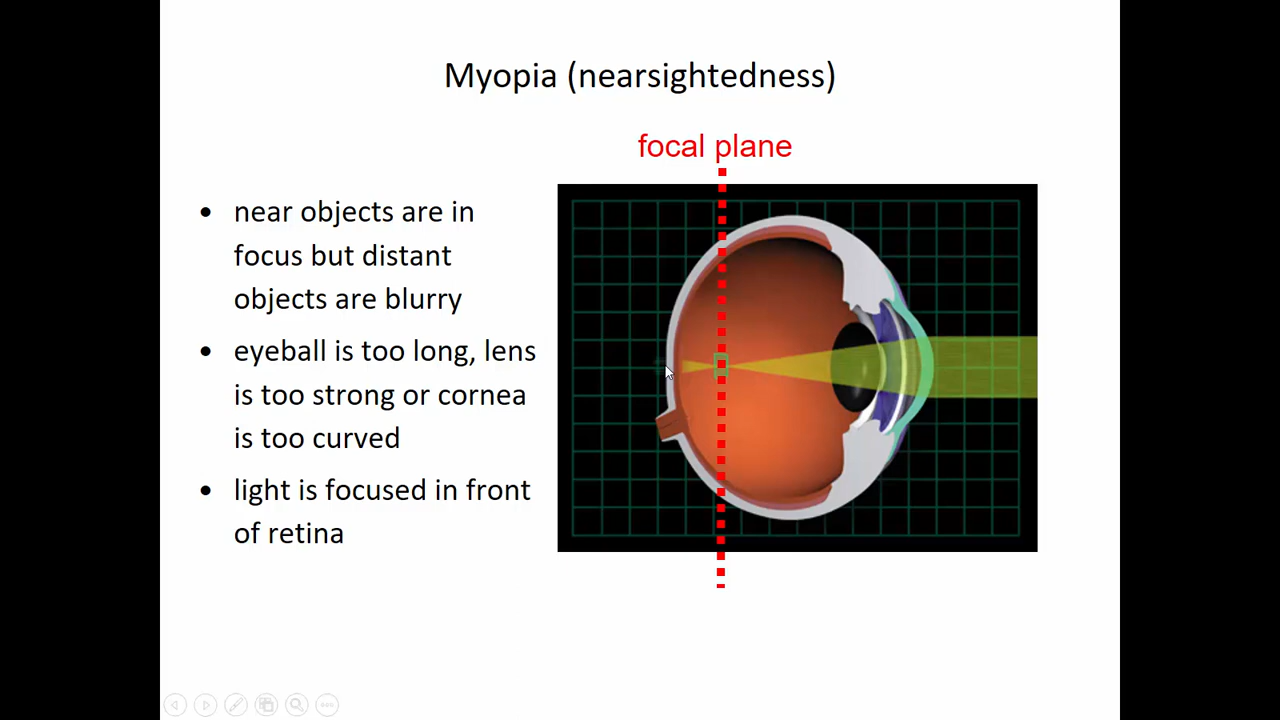 Myopia (nearsightedness)
focal plane
• near objects are in
focus but distant
objects are blurry
• eyeball is too long, lens
is too strong or cornea
is too curved
• light is focused in front
of retina